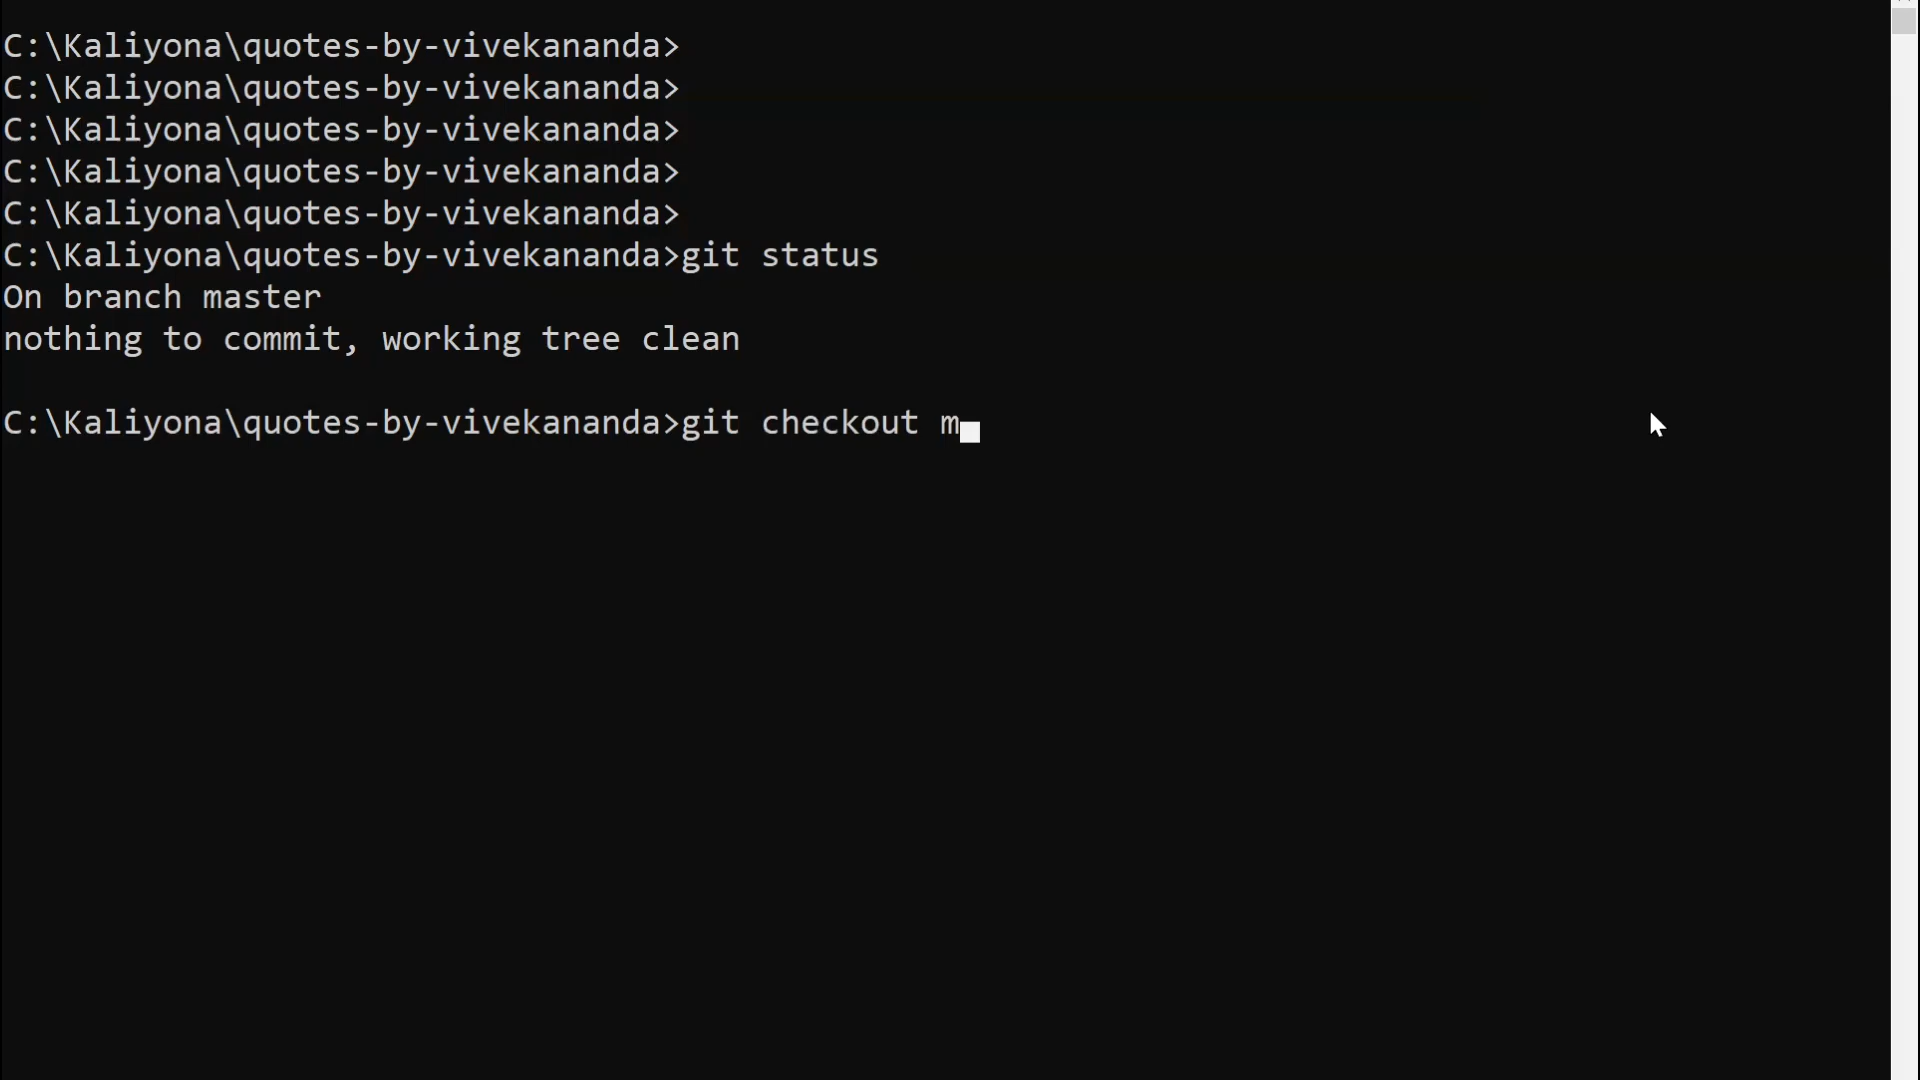 C:\Kaliyona\quotes-by-vivekananda>
C:\Kaliyona\quotes-by-vivekananda>
C:\Kaliyona\quotes-by-vivekananda>
C:\Kaliyona\quotes-by-vivekananda>
C:\Kaliyona\quotes-by-vivekananda>
C:\Kaliyona\quotes-by-vivekananda>git status
On branch master
nothing to commit, working tree clean
C:\Kaliyona\quotes-by-vivekananda>git checkout m